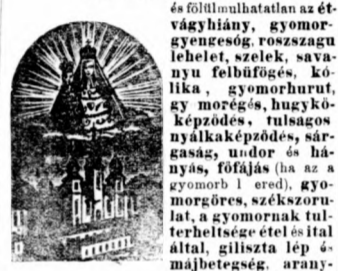 és fölülmulhatatlan az ét-
vágyhiány, gyomor-
gyengeség, roszszagu
lehelet, szelek, sava-
nyu felbüfögés, kó-
lika, gyomorhurut,
gy morégés, hugykő-
képződés, tulságos
nyálkaképződés, sár-
gaság, undor és há-
nyás, főfájás (ha az a
gyomorb l ered), gyo-
morgörcs, székszoru-
lat, a gyomornak tul-
terheltsége étel és ital
által, giliszta lép és
májbetegség, arany-